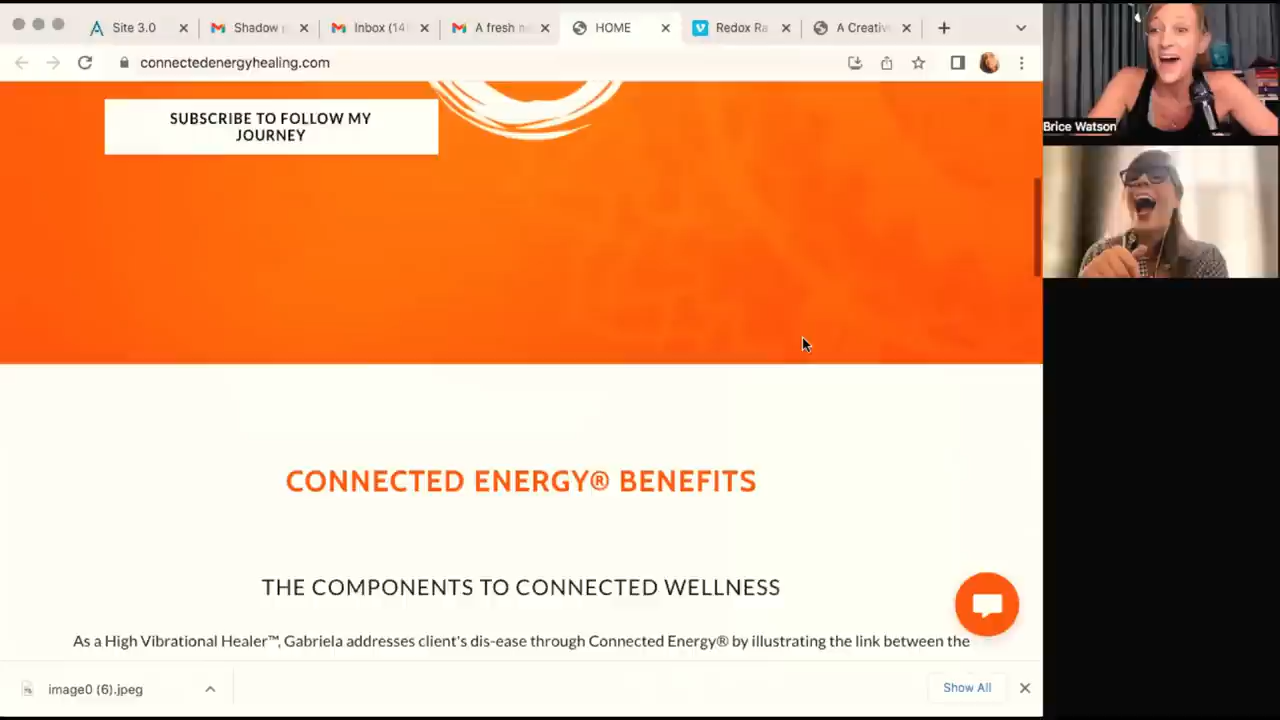 Site 3.0
Shadow
Inbox (14
A fresh
HOME
Redox Ra
A Creativ
connectedenergyhealing.com
SUBSCRIBE TO FOLLOW MY
JOURNEY
Brice Watson
CONNECTED ENERGY® BENEFITS
THE COMPONENTS TO CONNECTED WELLNESS
As a High Vibrational Healer™, Gabriela addresses client's dis-ease through Connected Energy® by illustrating the link between the
image0 (6).jpeg
Show All